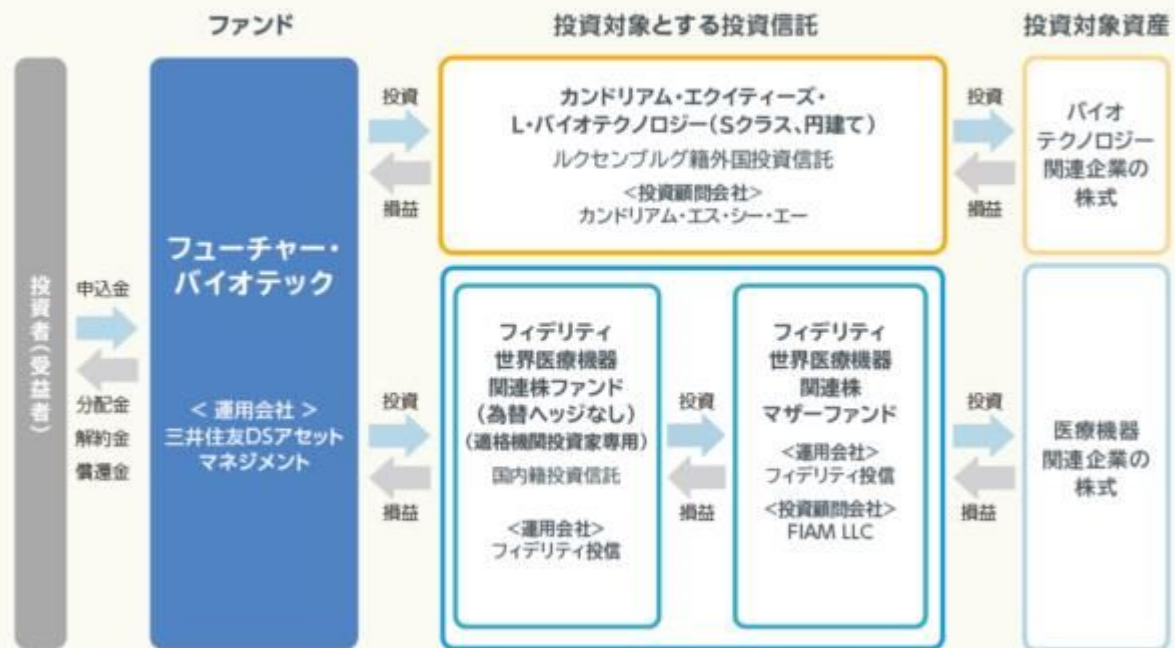 ファンド
投資対象とする投資信託
投資対象資産
投資者(受益者)
申込金
分配金
解約金
償還金
フューチャー・
バイオテック
< 運用会社 >
三井住友DSアセット
マネジメント
投資
損益
カンドリアム・エクイティーズ・
L・バイオテクノロジー(Sクラス、円建て)
ルクセンブルグ籍外国投資信託
<投資顧問会社>
カンドリアム・エス・シー・エー
投資
損益
バイオ
テクノロジー
関連企業の
株式
投資
損益
フィデリティ
世界医療機器
関連株ファンド
(為替ヘッジなし)
(適格機関投資家専用)
国内籍投資信託
<運用会社>
フィデリティ投信
投資
損益
フィデリティ
世界医療機器
関連株
マザーファンド
<運用会社>
フィデリティ投信
<投資顧問会社>
FIAM LLC
投資
損益
医療機器
関連企業の
株式